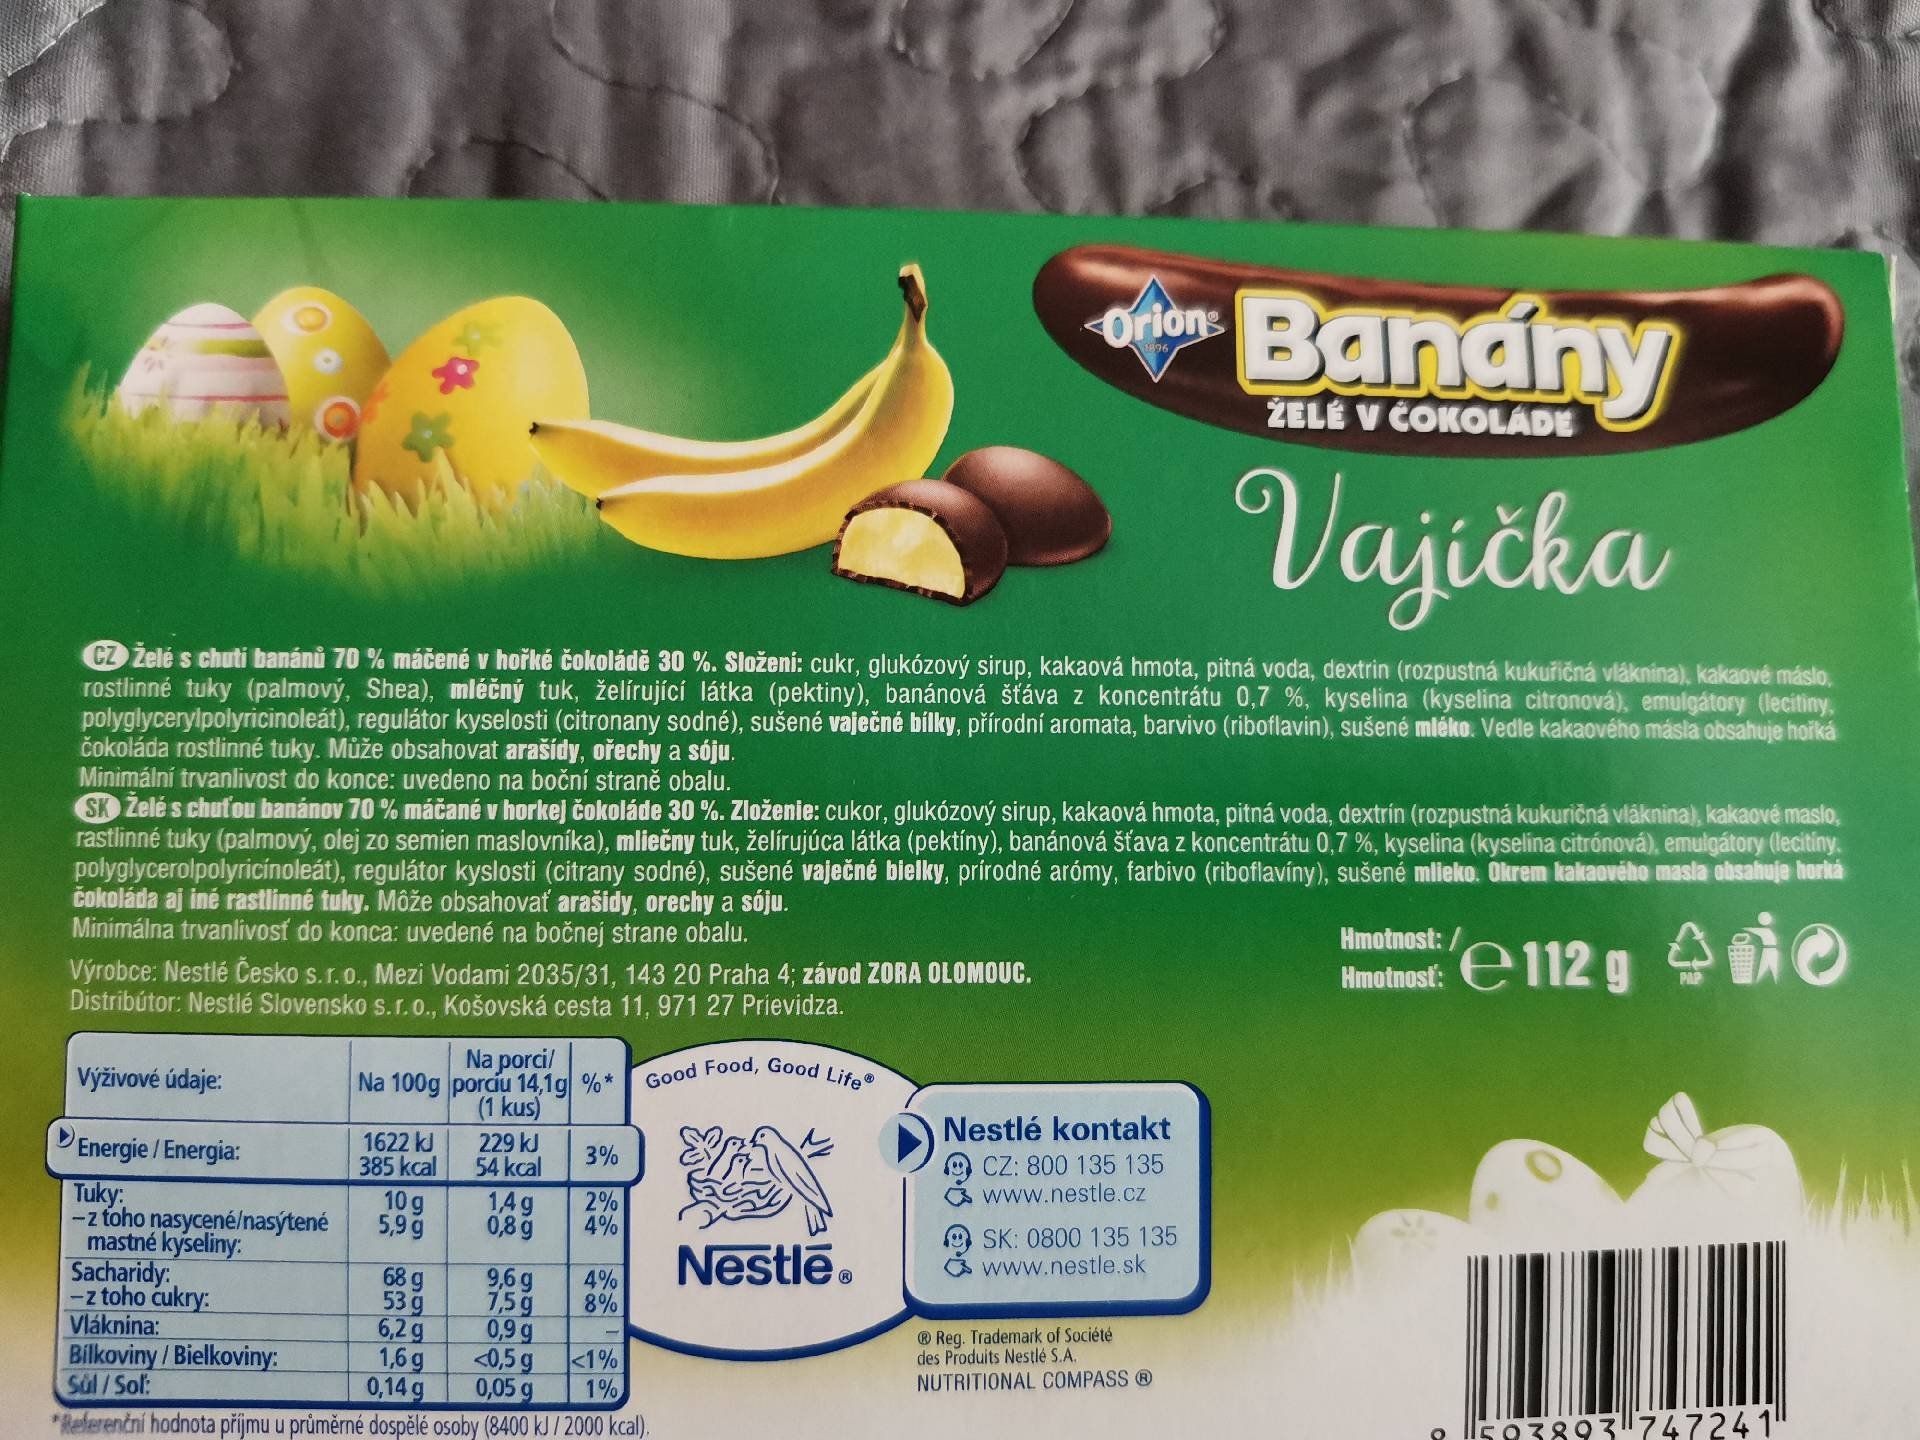 Orion®
1896
Banány
ŽELÉ V ČOKOLÁDĚ
Vajíčka
CZ Želé s chutí banánů 70 % máčené v hořké čokoládě 30 %. Složení: cukr, glukózový sirup, kakaová hmota, pitná voda, dextrin (rozpustná kukuřičná vláknina), kakaové máslo,
rostlinné tuky (palmový, Shea), mléčný tuk, želírující látka (pektiny), banánová šťáva z koncentrátu 0,7 %, kyselina (kyselina citronová), emulgátory (lecitiny,
polyglycerylpolyricinoleát), regulátor kyselosti (citronany sodné), sušené vaječné bílky, přírodní aromata, barvivo (riboflavin), sušené mléko. Vedle kakaového másla obsahuje hořká
čokoláda rostlinné tuky. Může obsahovat arašídy, ořechy a sóju.
Minimální trvanlivost do konce: uvedeno na boční straně obalu.
SK Želé s chuťou banánov 70 % máčané v horkej čokoláde 30 %. Zloženie: cukor, glukózový sirup, kakaová hmota, pitná voda, dextrín (rozpustná kukuričná vláknina), kakaové maslo,
rastlinné tuky (palmový, olej zo semien maslovníka), mliečny tuk, želírujúca látka (pektíny), banánová šťava z koncentrátu 0,7 %, kyselina (kyselina citrónová), emulgátory (lecitíny,
polyglycerolpolyricínoleát), regulátor kyslosti (citrany sodné), sušené vaječné bielky, prírodné arómy, farbivo (riboflavíny), sušené mlieko. Okrem kakaového masla obsahuje horká
čokoláda aj iné rastlinné tuky. Môže obsahovať arašidy, orechy a sóju.
Minimálna trvanlivosť do konca: uvedené na bočnej strane obalu.
Výrobce: Nestlé Česko s.r.o., Mezi Vodami 2035/31, 143 20 Praha 4; závod ZORA OLOMOUC.
Distribútor: Nestlé Slovensko s.r.o., Košovská cesta 11, 971 27 Prievidza.
Hmotnost: /
Hmotnosť: ℮ 112 g
PAP
Výživové údaje: Na 100g Na porci/ porciu 14,1g (1 kus) %*
Energie / Energia: 1622 kJ 229 kJ 3%
385 kcal 54 kcal
Tuky: 10 g 1,4 g 2%
–z toho nasycené/nasýtené 5,9 g 0,8 g 4%
mastné kyseliny:
Sacharidy: 68 g 9,6 g 4%
–z toho cukry: 53 g 7,5 g 8%
Vláknina: 6,2 g 0,9 g –
Bílkoviny / Bielkoviny: 1,6 g <0,5 g <1%
Sůl / Soľ: 0,14 g 0,05 g 1%
*Referenční hodnota příjmu u průměrné dospělé osoby (8400 kJ / 2000 kcal).
Good Food, Good Life®
Nestlé®
Nestlé kontakt
CZ: 800 135 135
www.nestle.cz
SK: 0800 135 135
www.nestle.sk
® Reg. Trademark of Société
des Produits Nestlé S.A.
NUTRITIONAL COMPASS ®
8 593893 747241